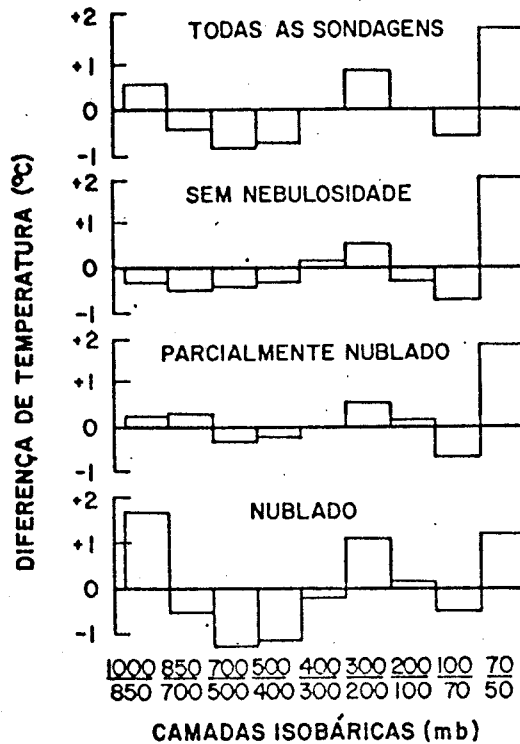 TODAS AS SONDAGENS
+2
+1
0
-1
SEM NEBULOSIDADE
+2
+1
0
-1
PARCIALMENTE NUBLADO
+2
+1
0
-1
NUBLADO
+2
+1
0
-1
DIFERENÇA DE TEMPERATURA (ºC)
1000 850 700 500 400 300 200 100 70
850 700 500 400 300 200 100 70 50
CAMADAS ISOBÁRICAS (mb)